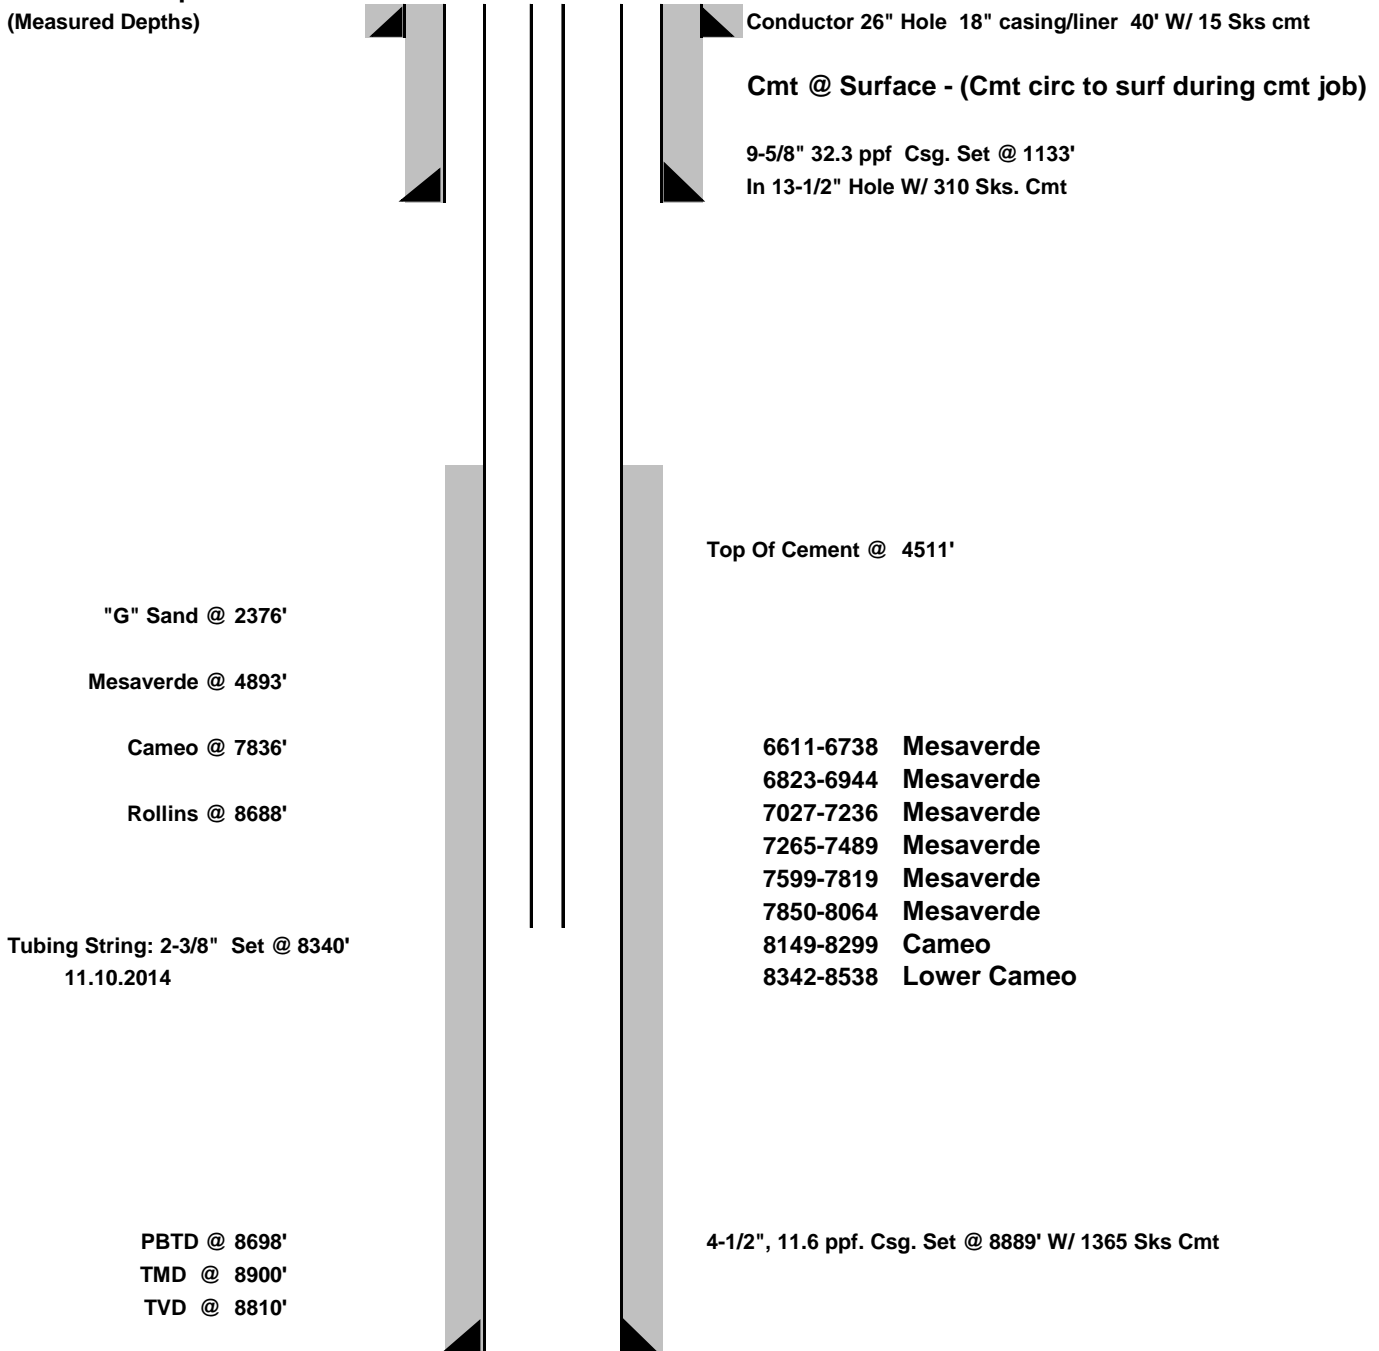 (Measured Depths)
Conductor 26" Hole 18" casing/liner 40' W/ 15 Sks cmt
Cmt @ Surface - (Cmt circ to surf during cmt job)
9-5/8" 32.3 ppf Csg. Set @ 1133'
In 13-1/2" Hole W/ 310 Sks. Cmt
Top Of Cement @ 4511'
"G" Sand @ 2376'
Mesaverde @ 4893'
Cameo @ 7836'
Rollins @ 8688'
6611-6738 Mesaverde
6823-6944 Mesaverde
7027-7236 Mesaverde
7265-7489 Mesaverde
7599-7819 Mesaverde
7850-8064 Mesaverde
8149-8299 Cameo
8342-8538 Lower Cameo
Tubing String: 2-3/8" Set @ 8340'
11.10.2014
PBTD @ 8698'
TMD @ 8900'
TVD @ 8810'
4-1/2", 11.6 ppf. Csg. Set @ 8889' W/ 1365 Sks Cmt